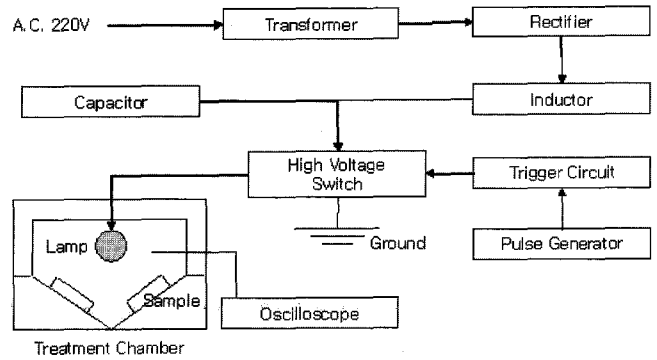 A.C. 220V
Transformer
Rectifier
Capacitor
Inductor
High Voltage
Switch
Trigger Circuit
Lamp
Ground
Pulse Generator
Sample
Oscilloscope
Treatment Chamber